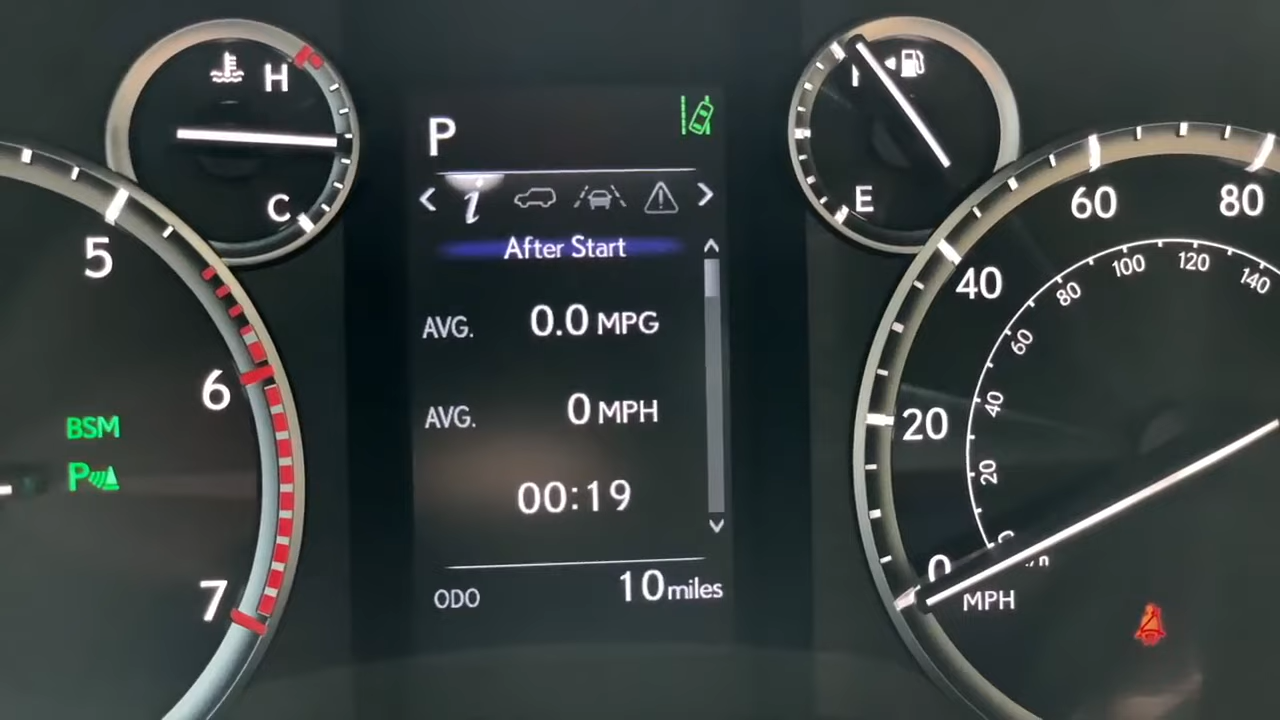 H
C
5
6
7
BSM
P
P
i
After Start
AVG. 0.0 MPG
AVG. 0 MPH
00:19
ODO 10 miles
E
0
20
40
60
80
20
40
60
80
100
120
140
MPH